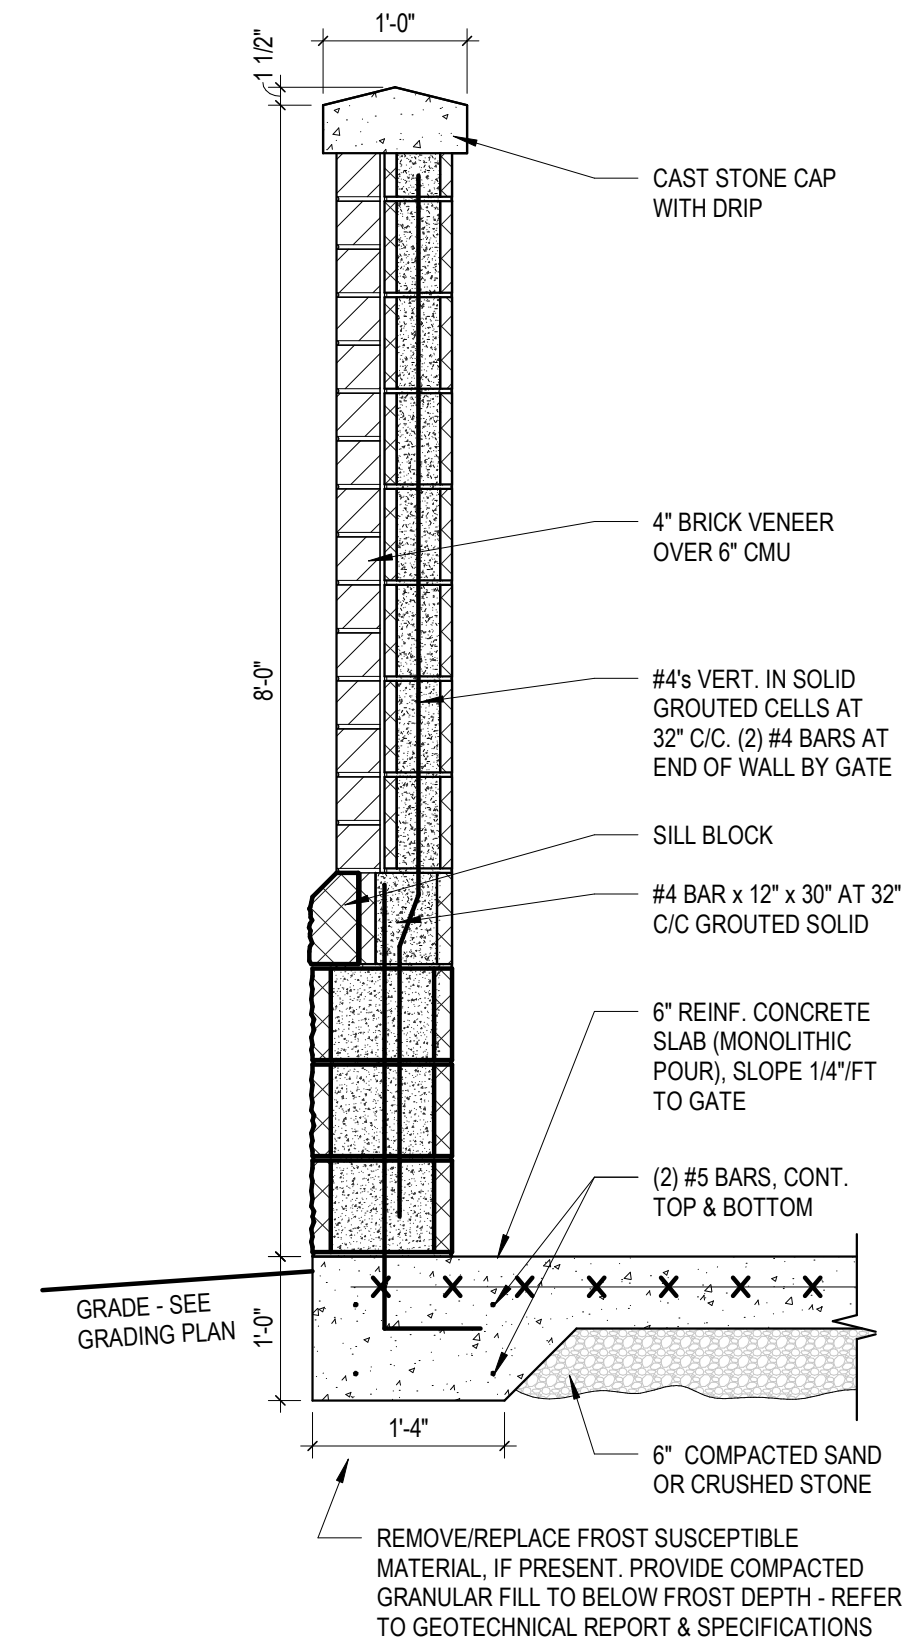 1'-0"
1 1/2"
CAST STONE CAP
WITH DRIP
4" BRICK VENEER
OVER 6" CMU
8'-0"
#4's VERT. IN SOLID
GROUTED CELLS AT
32" C/C. (2) #4 BARS AT
END OF WALL BY GATE
SILL BLOCK
#4 BAR x 12" x 30" AT 32"
C/C GROUTED SOLID
6" REINF. CONCRETE
SLAB (MONOLITHIC
POUR), SLOPE 1/4"/FT
TO GATE
(2) #5 BARS, CONT.
TOP & BOTTOM
GRADE - SEE
GRADING PLAN
1'-0"
1'-4"
6" COMPACTED SAND
OR CRUSHED STONE
REMOVE/REPLACE FROST SUSCEPTIBLE
MATERIAL, IF PRESENT. PROVIDE COMPACTED
GRANULAR FILL TO BELOW FROST DEPTH - REFER
TO GEOTECHNICAL REPORT & SPECIFICATIONS